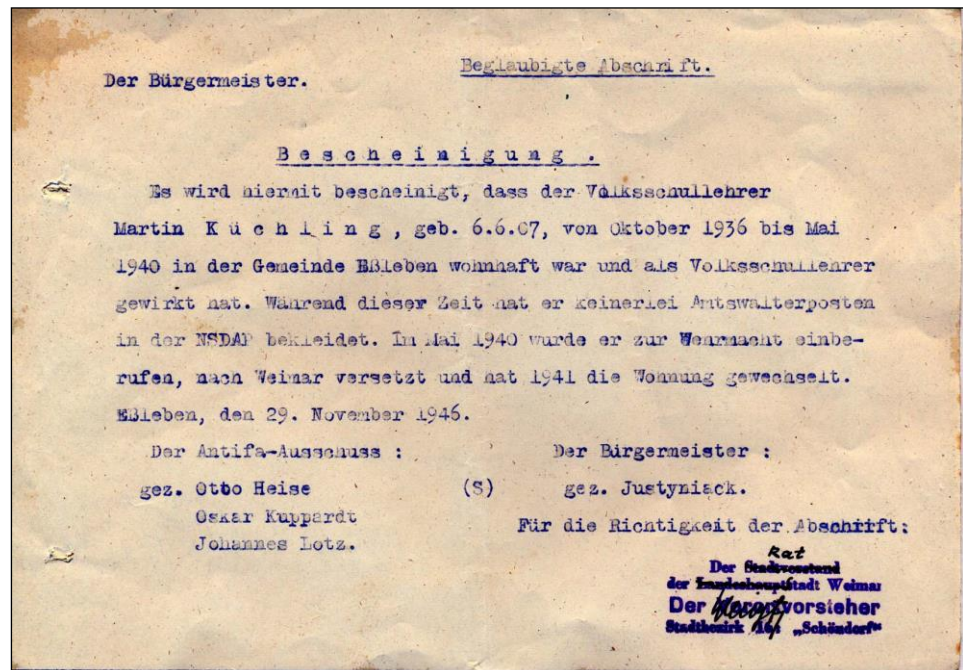 Beglaubigte Abschrift.
Der Bürgermeister.
Bescheinigung.
Es wird hiermit bescheinigt, dass der Volksschullehrer
Martin Küchling, geb. 6.6.07, von Oktober 1936 bis Mai
1940 in der Gemeinde Eßleben wohnhaft war und als Volksschullehrer
gewirkt hat. Während dieser Zeit hat er keinerlei Amtswalterposten
in der NSDAP bekleidet. Im Mai 1940 wurde er zur Wehrmacht einbe-
rufen, nach Weimar versetzt und hat 1941 die Wohnung gewechselt.
Eßleben, den 29. November 1946.
Der Antifa-Ausschuss : Der Bürgermeister :
gez. Otto Heise (S) gez. Justyniack.
Oskar Kuppardt
Johannes Lotz.
Für die Richtigkeit der Abschrift:
Rat
Der Stadtvorstand
der Landeshauptstadt Weimar
Der
Stadtbezirk „Schöndorf"